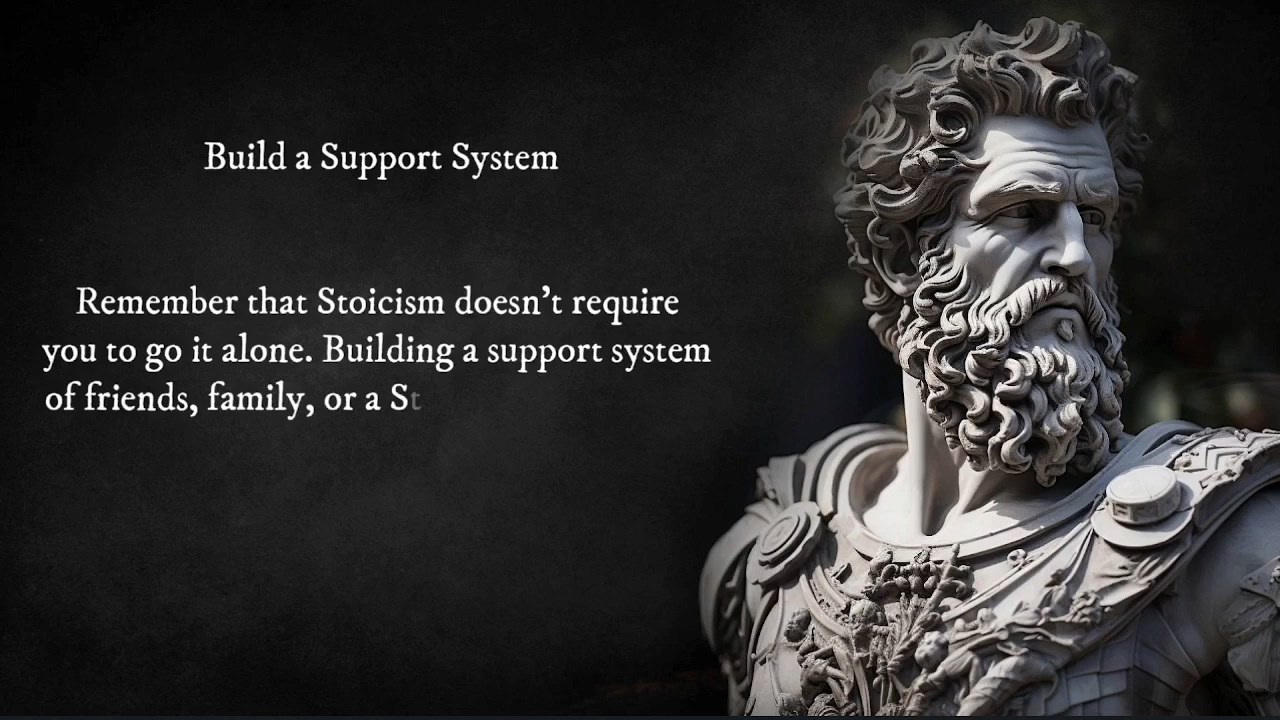 Build a Support System
Remember that Stoicism doesn't require
you to go it alone. Building a support system
of friends, family, or a St